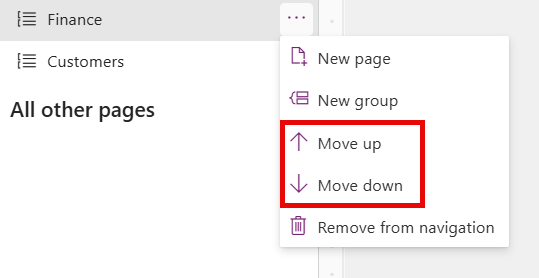 Finance
...
Customers
New page
All other pages
New group
Move up
Move down
Remove from navigation